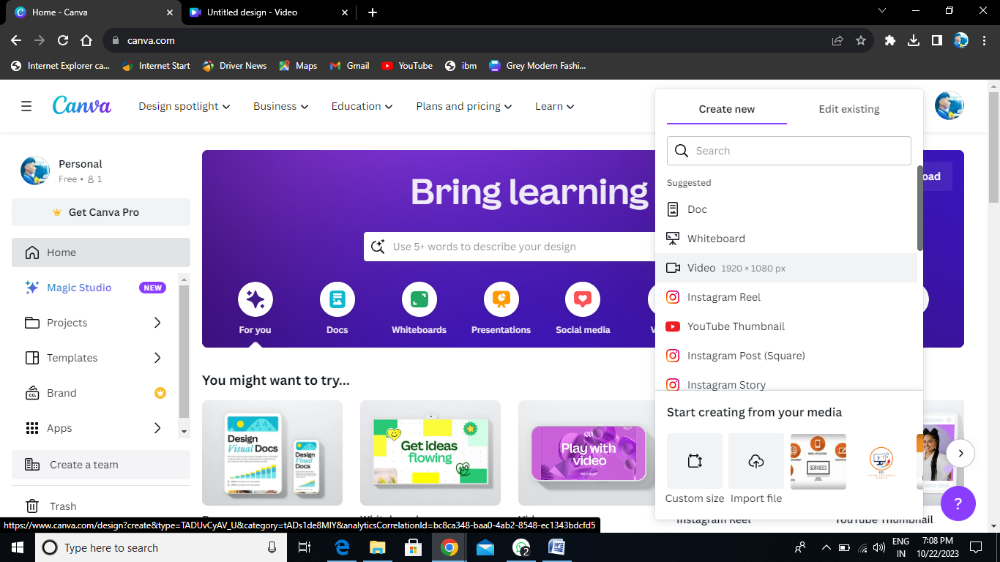 Home - Canva
Untitled design - Video
canva.com
Internet Explorer ca...
Internet Start
Driver News
Maps
Gmail
YouTube
ibm
Grey Modern Fashi...
Canva
Design spotlight
Business
Education
Plans and pricing
Learn
Personal
Free • 1
Get Canva Pro
Home
Magic Studio NEW
Projects
Templates
Brand
Apps
Create a team
Trash
Bring learning
Use 5+ words to describe your design
For you
Docs
Whiteboards
Presentations
Social media
oad
You might want to try...
Design
Visual Docs
Design
Visual Docs
Get ideas
flowing
Play with
video
Instagram Reel
YouTube Thumbnail
Create new
Edit existing
Search
Suggested
Doc
Whiteboard
Video 1920 × 1080 px
Instagram Reel
YouTube Thumbnail
Instagram Post (Square)
Instagram Story
Start creating from your media
SERVICES
Custom size
Import file
?
https://www.canva.com/design?create&type=TADUvCyAV_U&category=tADs1de8MlY&analyticsCorrelationId=bc8ca348-baa0-4ab2-8548-ec1343bdcfd5
Type here to search
2
ENG
IN
7:08 PM
10/22/2023